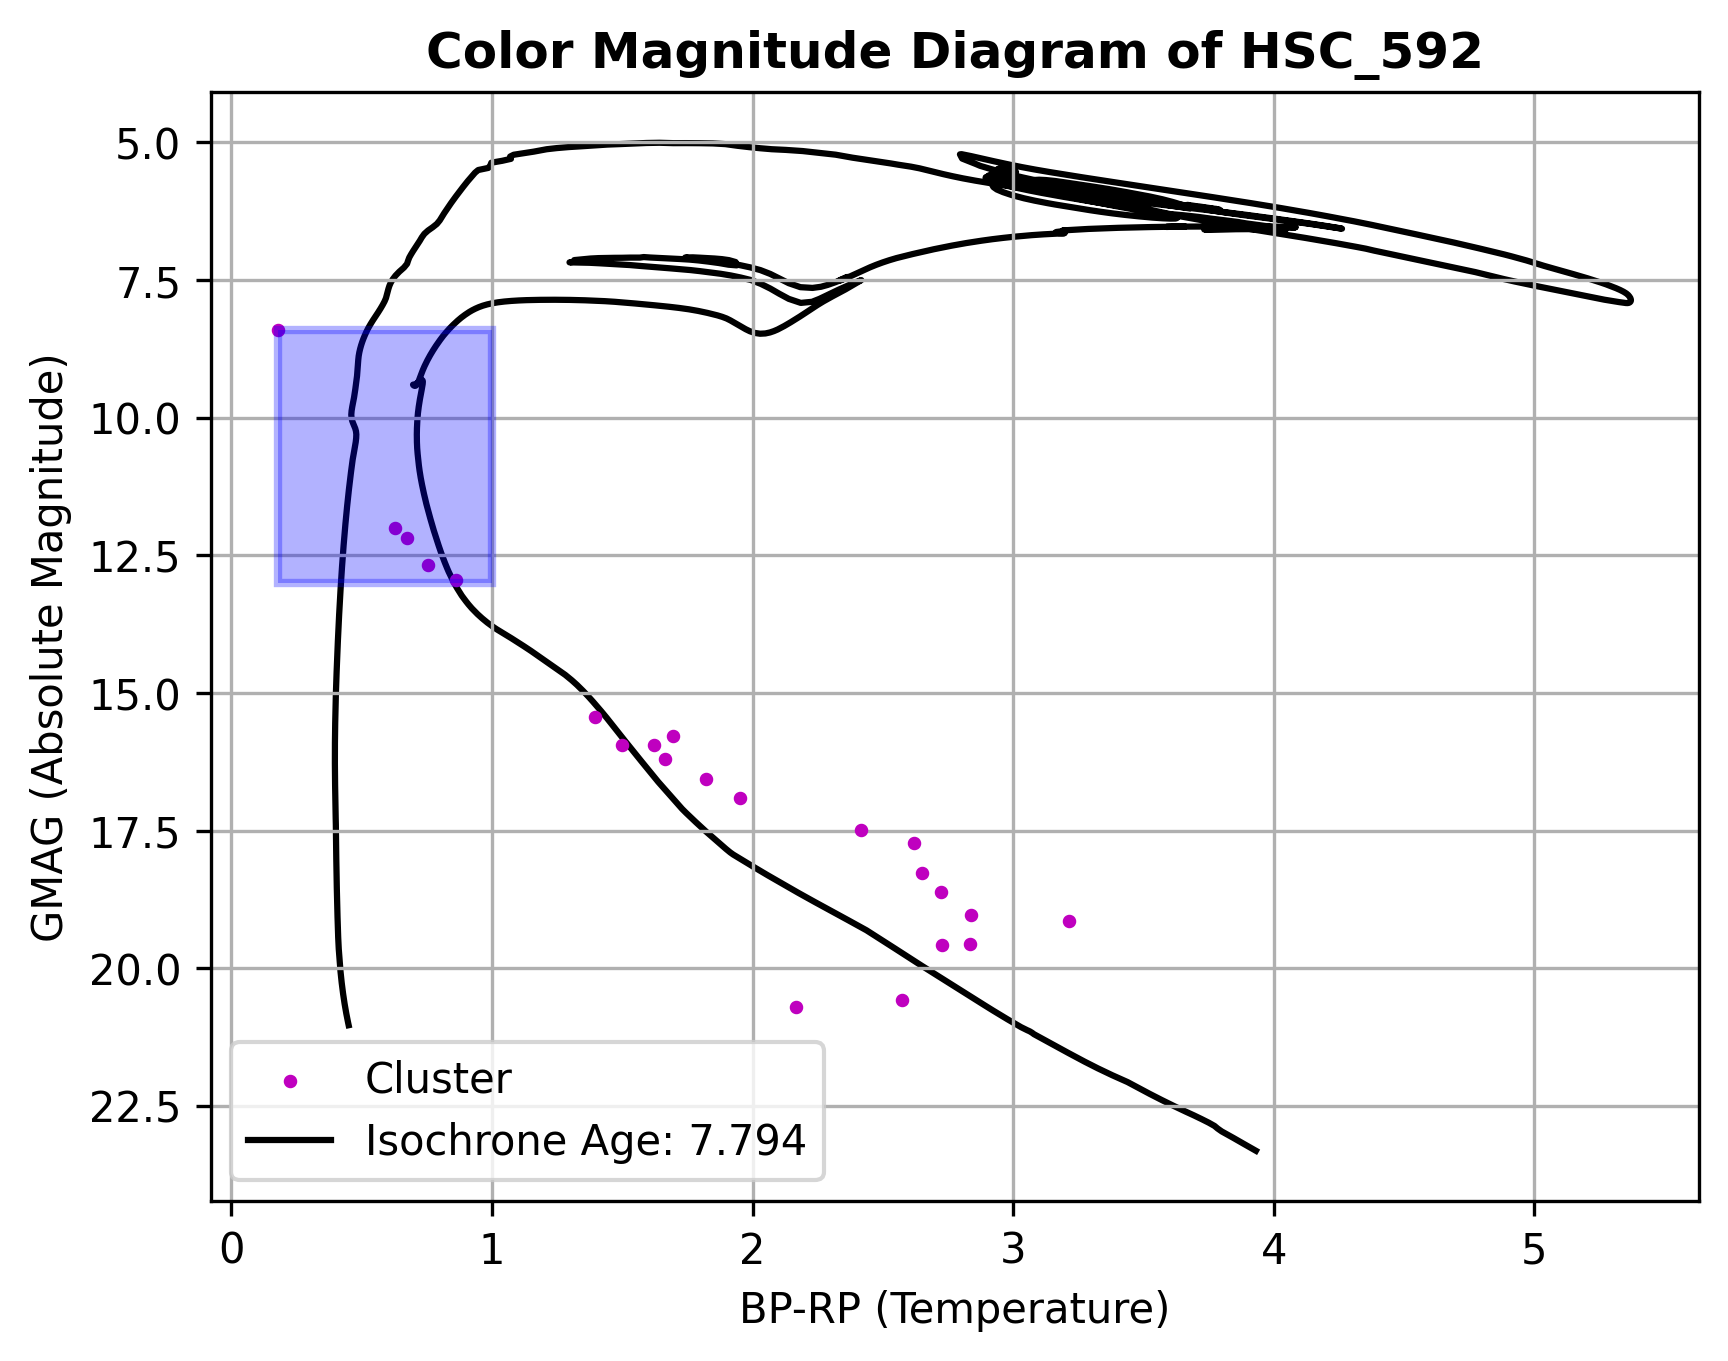 Color Magnitude Diagram of HSC_592
GMAG (Absolute Magnitude)
5.0
7.5
10.0
12.5
15.0
17.5
20.0
22.5
Cluster
Isochrone Age: 7.794
0 1 2 3 4 5
BP-RP (Temperature)